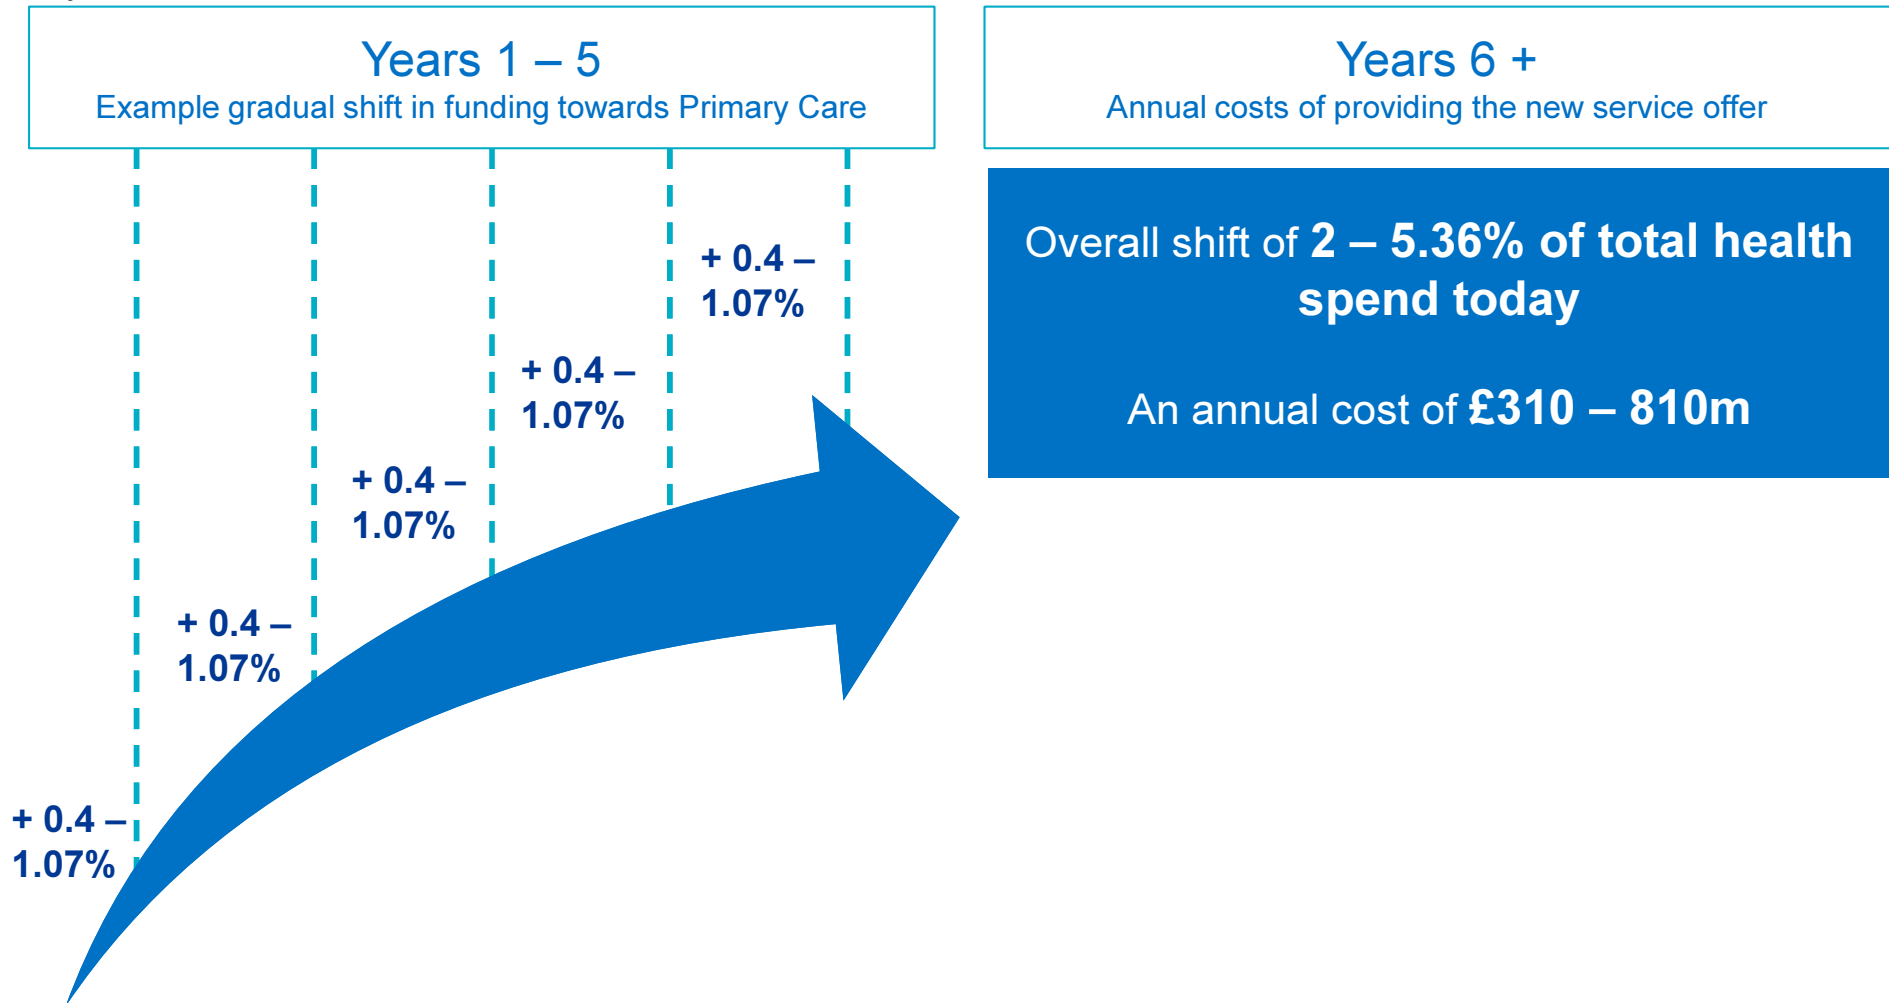 Years 1 – 5
Example gradual shift in funding towards Primary Care
Years 6 +
Annual costs of providing the new service offer
Overall shift of 2 – 5.36% of total health
spend today
An annual cost of £310 – 810m
+ 0.4 –
1.07%
+ 0.4 –
1.07%
+ 0.4 –
1.07%
+ 0.4 –
1.07%
+ 0.4 –
1.07%